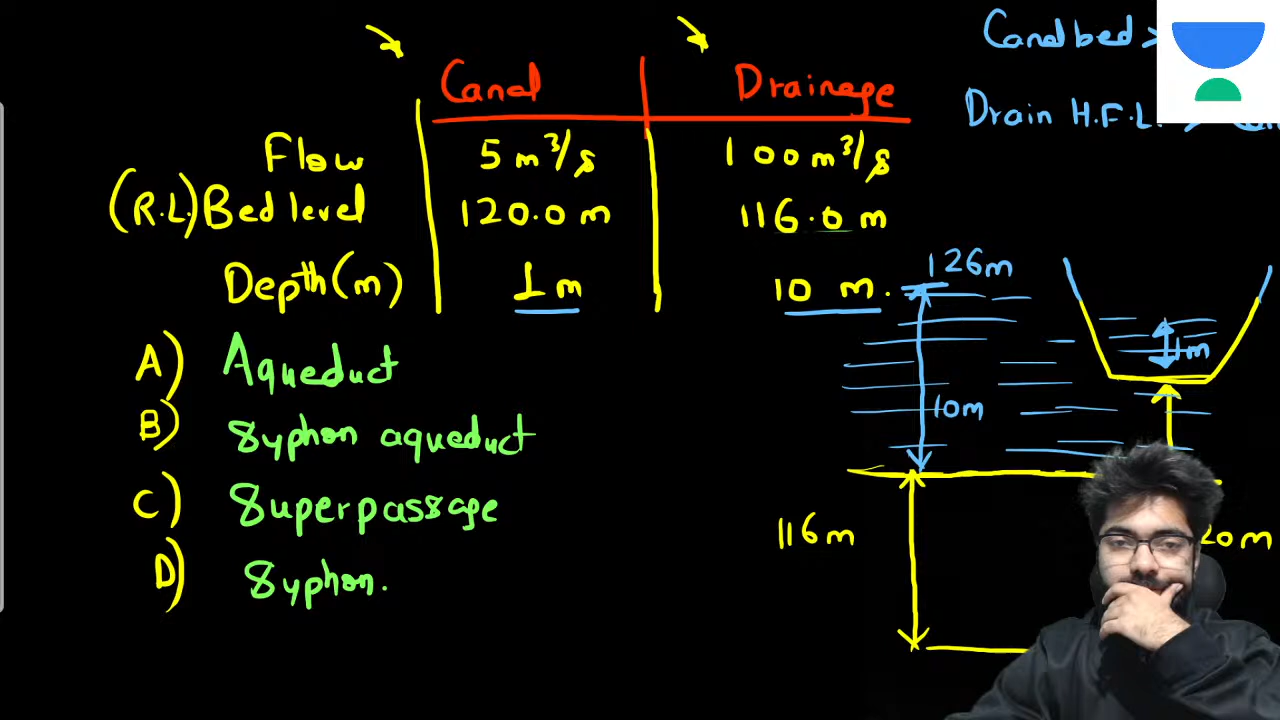 Canal bed >
Canal Drainage
Drain H.F.L. >
Flow 5 m³/s 100 m³/s
(R.L.) Bed level 120.0 m 116.0 m
Depth (m) 1 m 10 m.
126m
1m
10m
A) Aqueduct
B) Syphon aqueduct
C) Superpassage
D) Syphon.
116m
20m